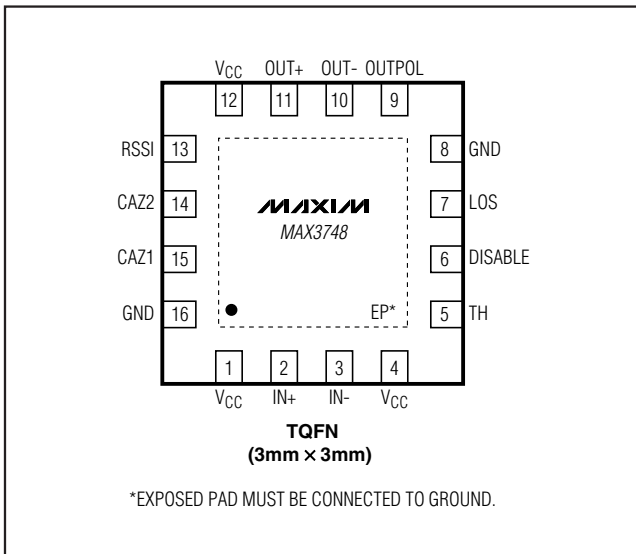 VCC OUT+ OUT- OUTPOL
12 11 10 9
RSSI 13
8 GND
CAZ2 14
MAXIM
7 LOS
MAX3748
CAZ1 15
6 DISABLE
GND 16
EP*
5 TH
1 2 3 4
VCC IN+ IN- VCC
TQFN
(3mm × 3mm)
*EXPOSED PAD MUST BE CONNECTED TO GROUND.